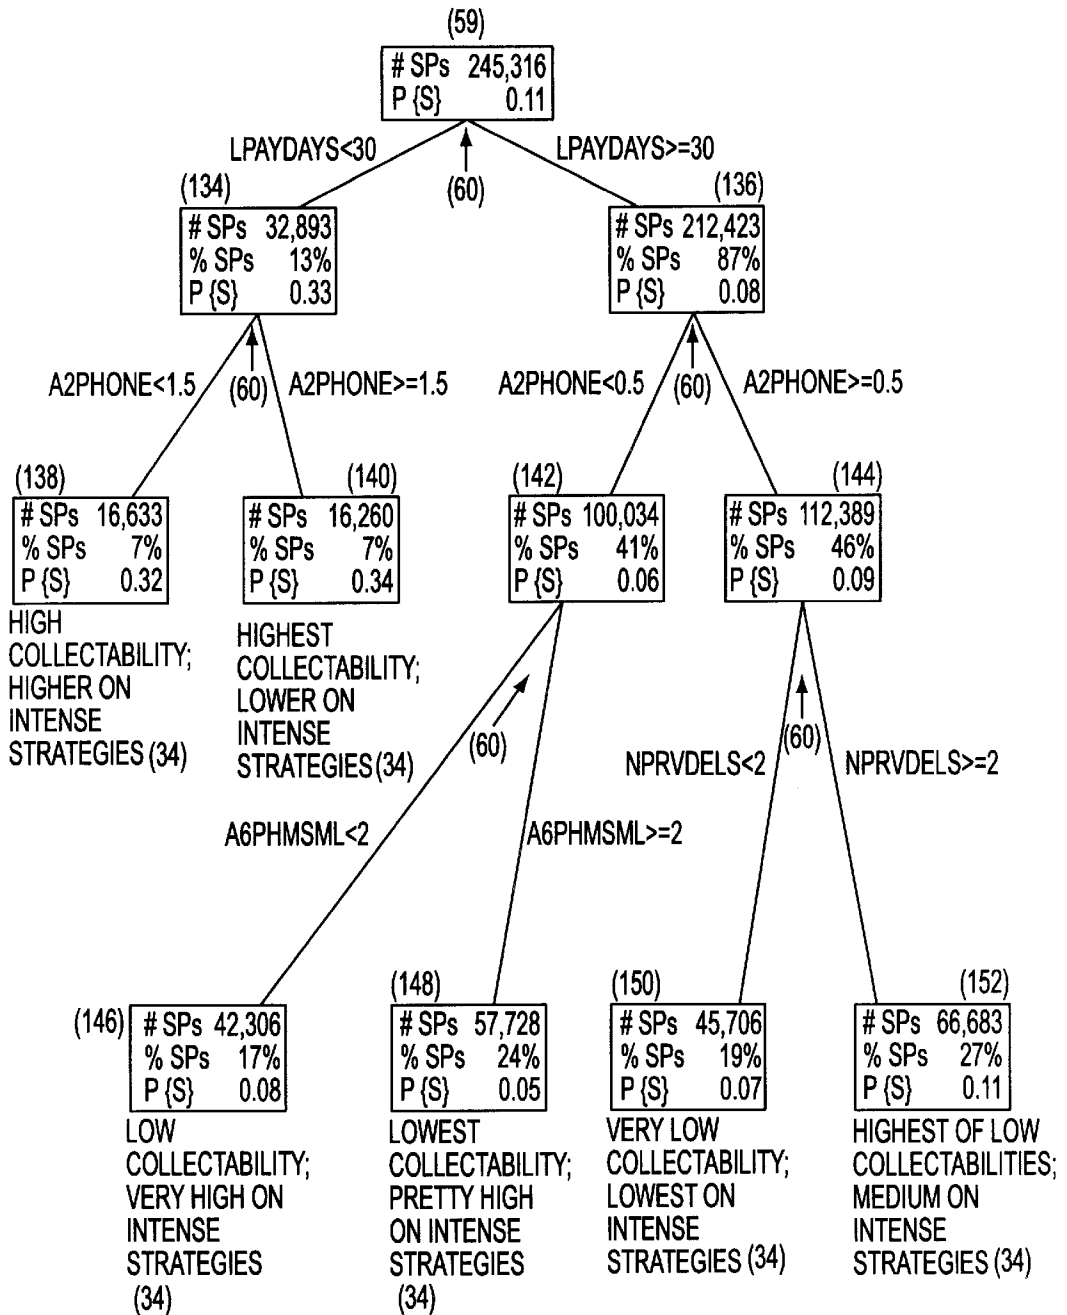 (59)
# SPs 245,316
P {S} 0.11
LPAYDAYS<30
LPAYDAYS>=30
(60)
(134)
# SPs 32,893
% SPs 13%
P {S} 0.33
(136)
# SPs 212,423
% SPs 87%
P {S} 0.08
A2PHONE<1.5
(60)
A2PHONE>=1.5
A2PHONE<0.5
(60)
A2PHONE>=0.5
(138)
# SPs 16,633
% SPs 7%
P {S} 0.32
HIGH
COLLECTABILITY;
HIGHER ON
INTENSE
STRATEGIES (34)
(140)
# SPs 16,260
% SPs 7%
P {S} 0.34
HIGHEST
COLLECTABILITY;
LOWER ON
INTENSE
STRATEGIES (34)
(142)
# SPs 100,034
% SPs 41%
P {S} 0.06
(144)
# SPs 112,389
% SPs 46%
P {S} 0.09
(60)
A6PHMSML<2
A6PHMSML>=2
NPRVDELS<2
(60)
NPRVDELS>=2
(146)
# SPs 42,306
% SPs 17%
P {S} 0.08
LOW
COLLECTABILITY;
VERY HIGH ON
INTENSE
STRATEGIES
(34)
(148)
# SPs 57,728
% SPs 24%
P {S} 0.05
LOWEST
COLLECTABILITY;
PRETTY HIGH
ON INTENSE
STRATEGIES
(34)
(150)
# SPs 45,706
% SPs 19%
P {S} 0.07
VERY LOW
COLLECTABILITY;
LOWEST ON
INTENSE
STRATEGIES (34)
(152)
# SPs 66,683
% SPs 27%
P {S} 0.11
HIGHEST OF LOW
COLLECTABILITIES;
MEDIUM ON
INTENSE
STRATEGIES (34)